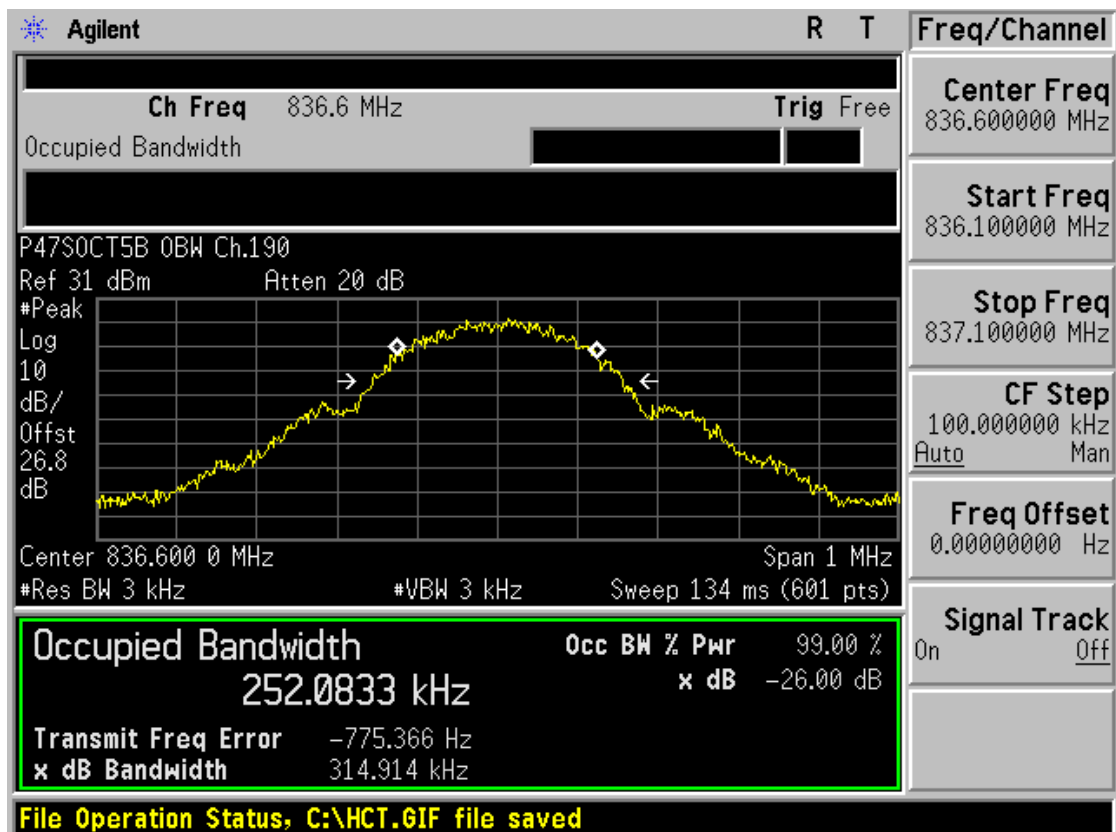 Agilent R T
Ch Freq 836.6 MHz Trig Free
Occupied Bandwidth
P47SOCT5B OBW Ch.190
Ref 31 dBm Atten 20 dB
#Peak
Log
10
dB/
Offst
26.8
dB
Center 836.600 0 MHz Span 1 MHz
#Res BW 3 kHz #VBW 3 kHz Sweep 134 ms (601 pts)
Occupied Bandwidth Occ BW % Pwr 99.00 %
252.0833 kHz x dB -26.00 dB
Transmit Freq Error -775.366 Hz
x dB Bandwidth 314.914 kHz
File Operation Status, C:\HCT.GIF file saved
Freq/Channel
Center Freq
836.600000 MHz
Start Freq
836.100000 MHz
Stop Freq
837.100000 MHz
CF Step
100.000000 kHz
Auto Man
Freq Offset
0.00000000 Hz
Signal Track
On Off